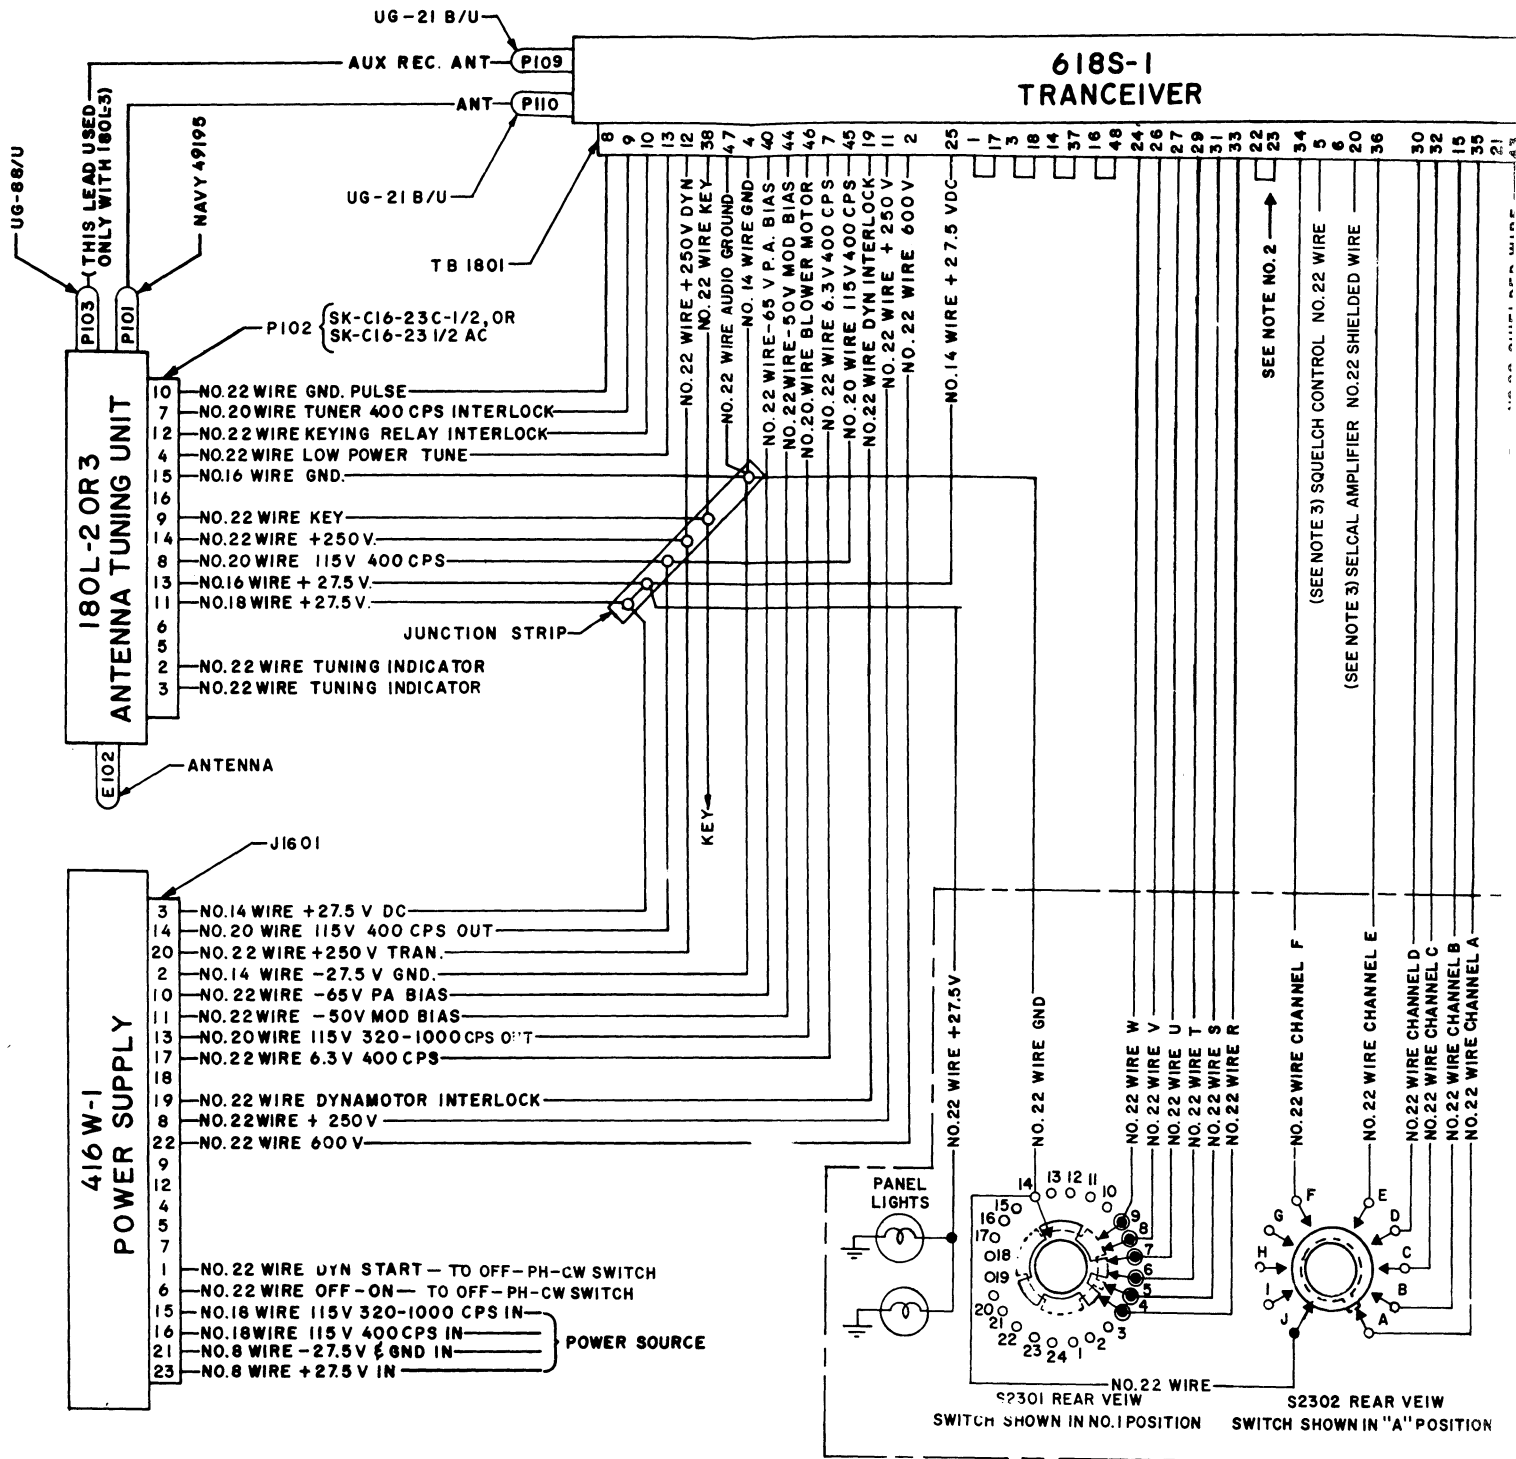 UG-21 B/U
AUX REC. ANT
P109
618S-1
TRANCEIVER
ANT
P110
UG-21B/U
TB 1801
8 9 10 13 12 38 47 4 40 44 46 7 45 19 11 2 25 1 17 3 18 14 37 16 48 24 26 27 29 31 33 22 23 34 5 6 20 36 30 32 15 35 21
UG-88/U
(THIS LEAD USED
ONLY WITH 180L-3)
NAVY 49195
P103
P101
P102
SK-C16-23C-1/2, OR
SK-C16-23 1/2 AC
180L-2 OR 3
ANTENNA TUNING UNIT
10 NO.22 WIRE GND. PULSE
7 NO.20 WIRE TUNER 400 CPS INTERLOCK
12 NO.22 WIRE KEYING RELAY INTERLOCK
4 NO.22 WIRE LOW POWER TUNE
15 NO.16 WIRE GND.
16
9 NO.22 WIRE KEY
14 NO.22 WIRE +250V.
8 NO.20 WIRE 115V 400 CPS
13 NO.16 WIRE + 27.5 V.
11 NO.18 WIRE +27.5V.
6
5
2 NO.22 WIRE TUNING INDICATOR
3 NO.22 WIRE TUNING INDICATOR
JUNCTION STRIP
E102
ANTENNA
NO.22 WIRE +250V DYN
NO.22 WIRE KEY
NO.22 WIRE AUDIO GROUND
NO.14 WIRE GND
NO.22 WIRE-65 V P.A. BIAS
NO.22 WIRE-50V MOD BIAS
NO.20 WIRE BLOWER MOTOR
NO.22 WIRE 6.3V 400 CPS
NO.20 WIRE 115V 400CPS
NO.22 WIRE DYN INTERLOCK
NO.22 WIRE +250V
NO.22 WIRE 600V
NO.14 WIRE +27.5 VDC
SEE NOTE NO.2
(SEE NOTE 3) SQUELCH CONTROL NO.22 WIRE
(SEE NOTE 3) SELCAL AMPLIFIER NO.22 SHIELDED WIRE
KEY
J1601
416W-1
POWER SUPPLY
3 NO.14 WIRE +27.5 V DC
14 NO.20 WIRE 115V 400 CPS OUT
20 NO.22 WIRE +250 V TRAN.
2 NO.14 WIRE -27.5 V GND.
10 NO.22 WIRE -65V PA BIAS
11 NO.22 WIRE -50V MOD BIAS
13 NO.20 WIRE 115V 320-1000 CPS OUT
17 NO.22 WIRE 6.3V 400 CPS
18
19 NO.22 WIRE DYNAMOTOR INTERLOCK
8 NO.22 WIRE + 250V
22 NO.22 WIRE 600 V
9
12
4
5
7
1 NO.22 WIRE DYN START — TO OFF-PH-CW SWITCH
6 NO.22 WIRE OFF-ON — TO OFF-PH-CW SWITCH
15 NO.18 WIRE 115V 320-1000 CPS IN
16 NO.18 WIRE 115V 400 CPS IN
21 NO.8 WIRE -27.5V & GND IN
23 NO.8 WIRE +27.5 V IN
POWER SOURCE
NO.22 WIRE +27.5V
NO.22 WIRE GND
NO.22 WIRE W
NO.22 WIRE V
NO.22 WIRE U
NO.22 WIRE T
NO.22 WIRE S
NO.22 WIRE R
NO.22 WIRE CHANNEL F
NO.22 WIRE CHANNEL E
NO.22 WIRE CHANNEL D
NO.22 WIRE CHANNEL C
NO.22 WIRE CHANNEL B
NO.22 WIRE CHANNEL A
PANEL
LIGHTS
14 13 12 11 10 9 8 7 6 5 4 3 2 1 24 23 22 21 20 19 18 17 16 15
F E D C B A J I H G
NO.22 WIRE
S2301 REAR VEIW
SWITCH SHOWN IN NO.1 POSITION
S2302 REAR VEIW
SWITCH SHOWN IN "A" POSITION